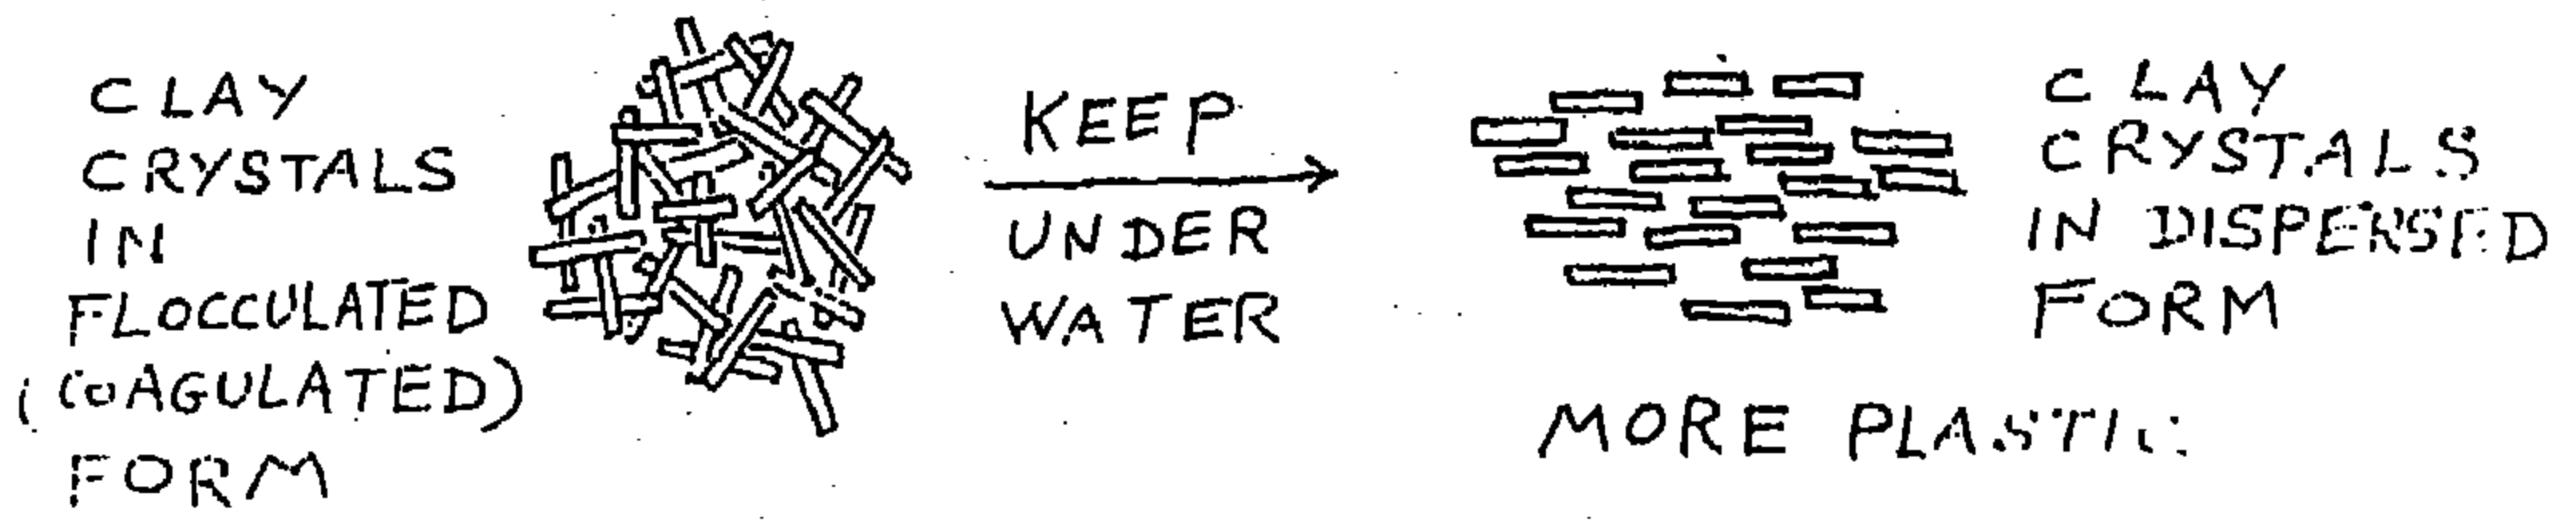 CLAY
CRYSTALS
IN
FLOCCULATED
(COAGULATED)
FORM
KEEP
UNDER
WATER
CLAY
CRYSTALS
IN DISPERSED
FORM
MORE PLASTIC